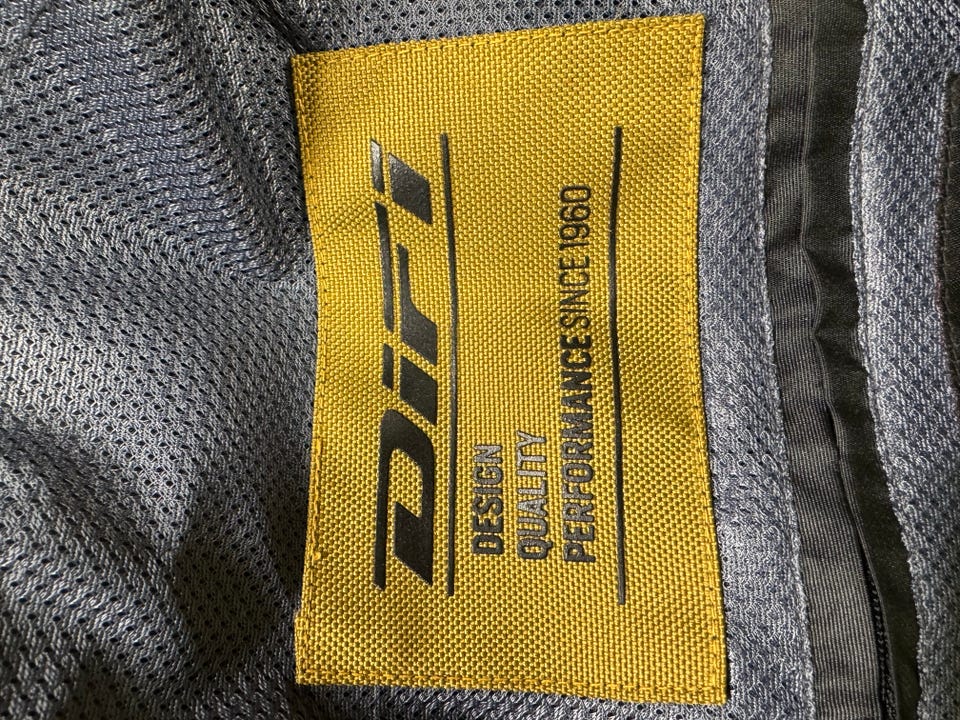 DiFi
DESIGN
QUALITY
PERFORMANCE SINCE 1960